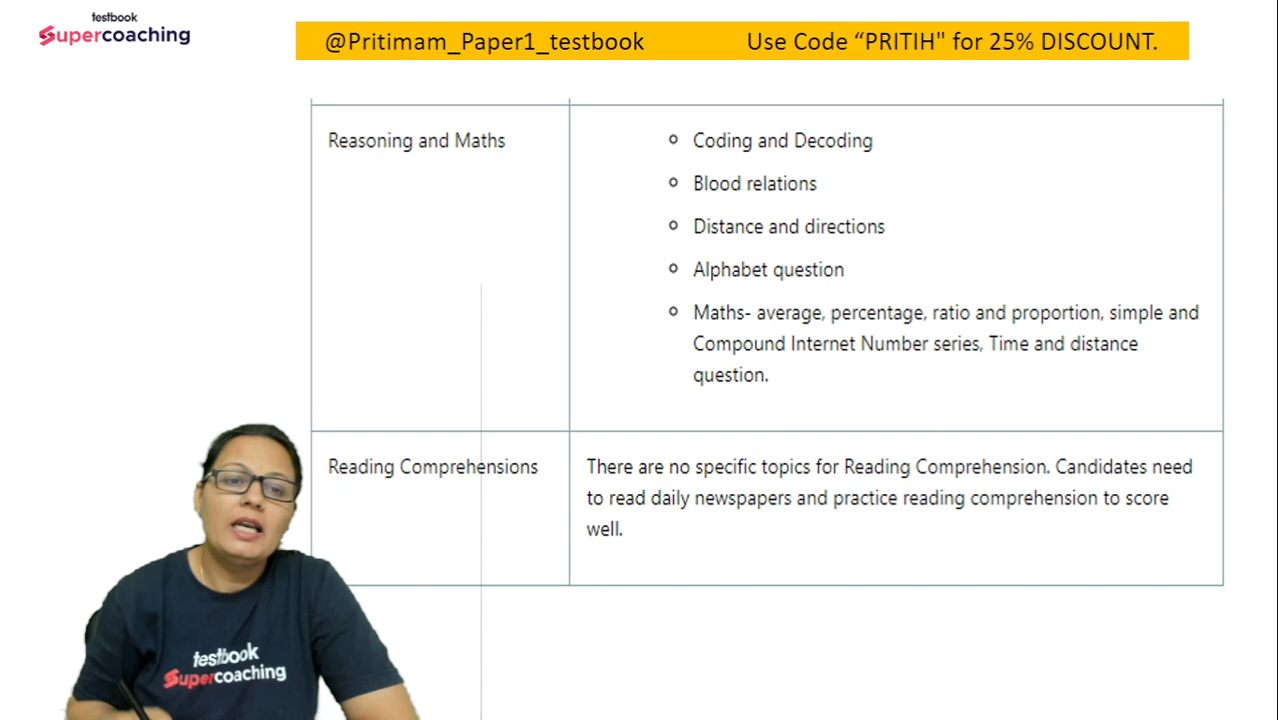 testbook
Supercoaching
@Pritimam_Paper1_testbook Use Code “PRITIH" for 25% DISCOUNT.
Reasoning and Maths
Coding and Decoding
Blood relations
Distance and directions
Alphabet question
Maths- average, percentage, ratio and proportion, simple and
Compound Internet Number series, Time and distance
question.
Reading Comprehensions
There are no specific topics for Reading Comprehension. Candidates need
to read daily newspapers and practice reading comprehension to score
well.
testbook
Supercoaching